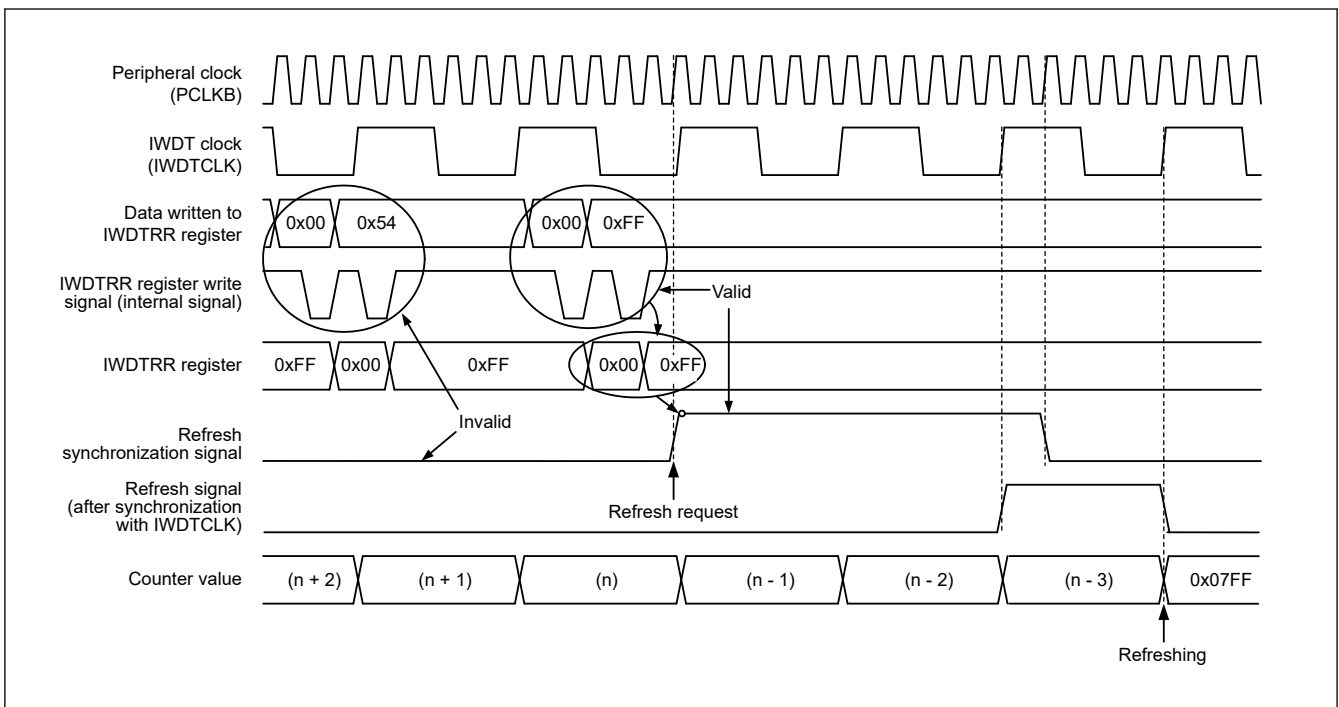 Peripheral clock
(PCLKB)
IWDT clock
(IWDTCLK)
Data written to
IWDTRR register
0x00
0x54
0x00
0xFF
IWDTRR register write
signal (internal signal)
Valid
IWDTRR register
0xFF
0x00
0xFF
0x00
0xFF
Invalid
Refresh
synchronization signal
Refresh request
Refresh signal
(after synchronization
with IWDTCLK)
Counter value
(n + 2)
(n + 1)
(n)
(n - 1)
(n - 2)
(n - 3)
0x07FF
Refreshing